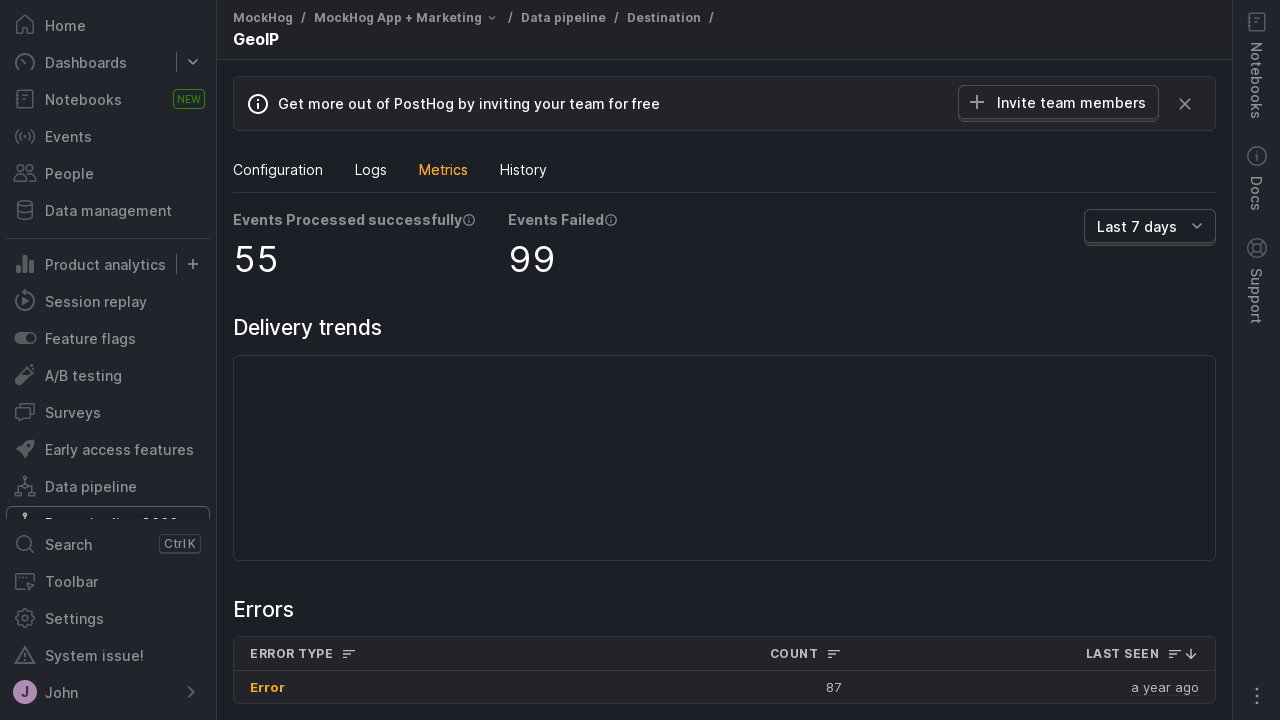 Home
Dashboards
Notebooks
NEW
Events
People
Data management
Product analytics
Session replay
Feature flags
A/B testing
Surveys
Early access features
Data pipeline
Search
Ctrl K
Toolbar
Settings
System issue!
J
John
MockHog / MockHog App + Marketing / Data pipeline / Destination /
GeoIP
Get more out of PostHog by inviting your team for free
Invite team members
Configuration
Logs
Metrics
History
Events Processed successfully
55
Events Failed
99
Last 7 days
Delivery trends
Errors
ERROR TYPE
COUNT
LAST SEEN
Error
87
a year ago
Notebooks
Docs
Support